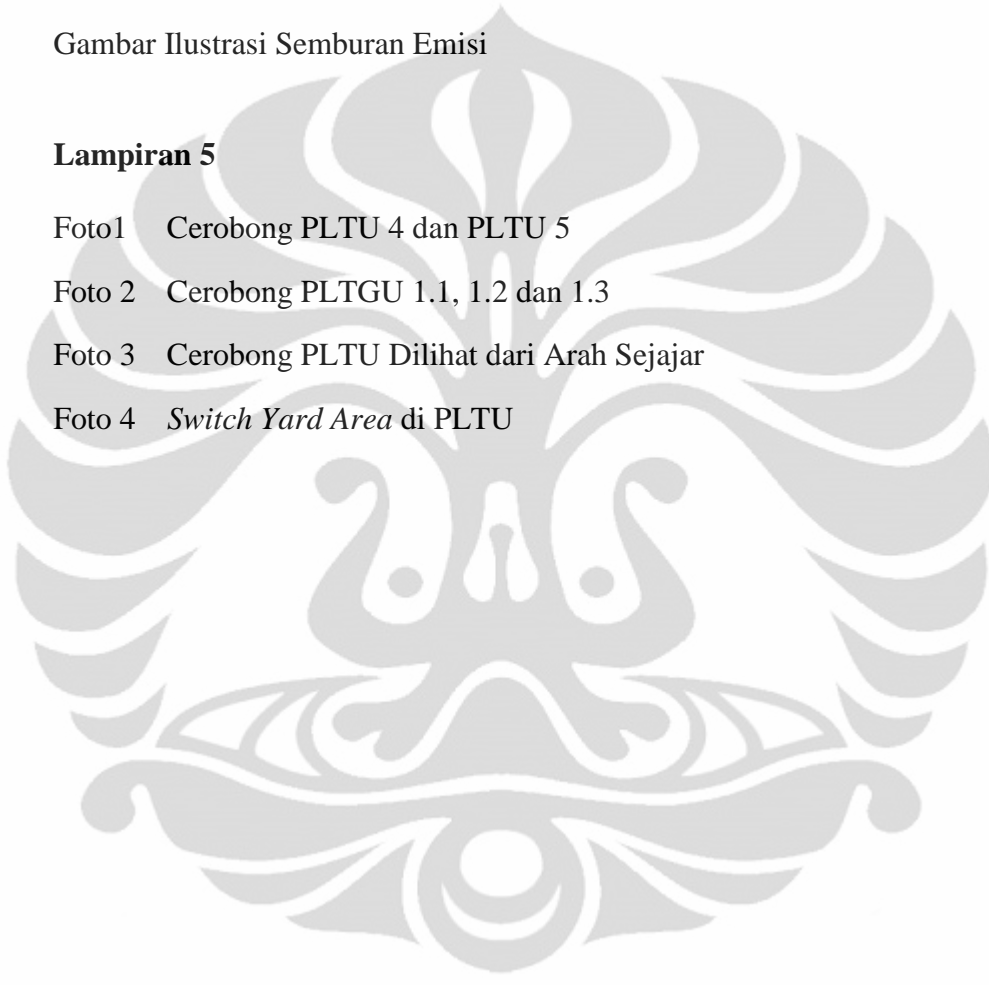 Gambar Ilustrasi Semburan Emisi
Lampiran 5
Foto1 Cerobong PLTU 4 dan PLTU 5
Foto 2 Cerobong PLTGU 1.1, 1.2 dan 1.3
Foto 3 Cerobong PLTU Dilihat dari Arah Sejajar
Foto 4 Switch Yard Area di PLTU